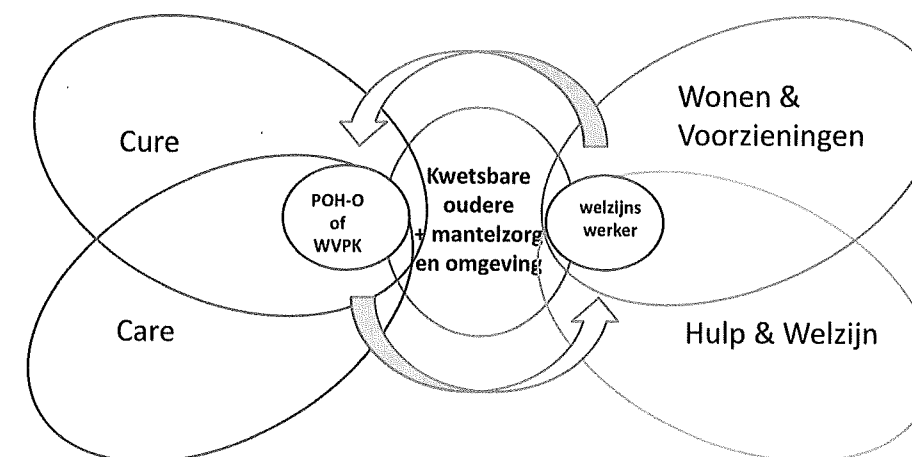 Cure
Care
POH-O
of
WVPK
Kwetsbare
oudere
+ mantelzorg
en omgeving
welzijns
werker
Wonen &
Voorzieningen
Hulp & Welzijn